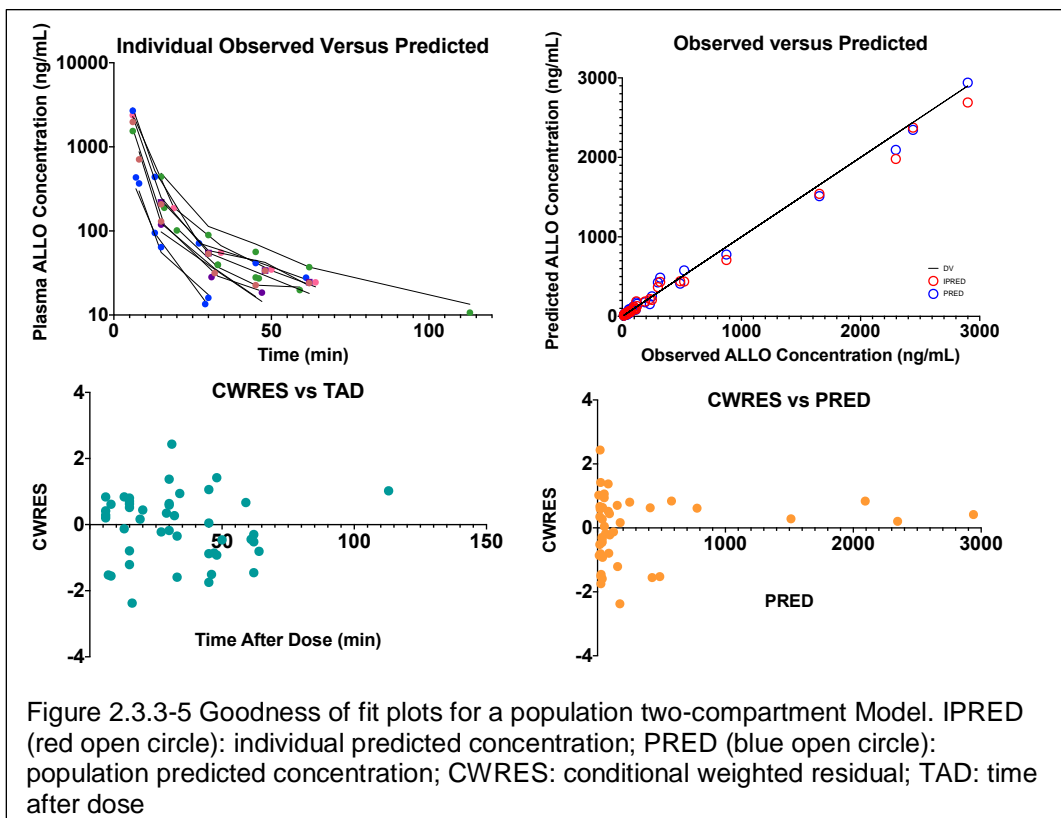 Individual Observed Versus Predicted
Plasma ALLO Concentration (ng/mL)
10000
1000
100
10
0
50
100
Time (min)
Observed versus Predicted
Predicted ALLO Concentration (ng/mL)
3000
2000
1000
0
0
1000
2000
3000
DV
IPRED
PRED
Observed ALLO Concentration (ng/mL)
CWRES vs TAD
CWRES
4
2
0
-2
-4
50
100
150
Time After Dose (min)
CWRES vs PRED
CWRES
4
2
0
-2
-4
1000
2000
3000
PRED
Figure 2.3.3-5 Goodness of fit plots for a population two-compartment Model. IPRED
(red open circle): individual predicted concentration; PRED (blue open circle):
population predicted concentration; CWRES: conditional weighted residual; TAD: time
after dose